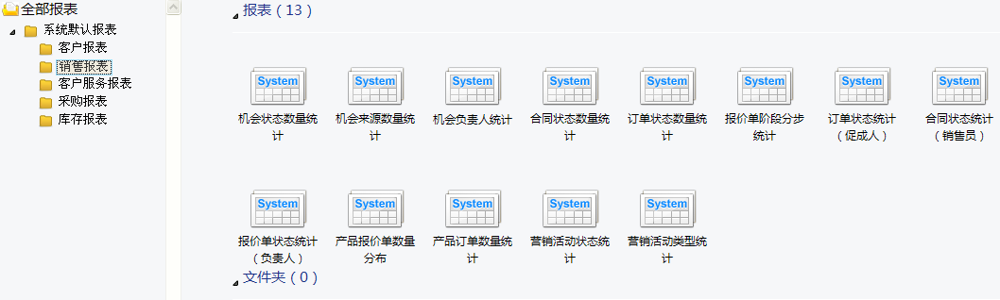 全部报表
系统默认报表
客户报表
销售报表
客户服务报表
采购报表
库存报表
报表（13）
System System System System System System System System
机会状态数量统 机会来源数量统 机会负责人统计 合同状态数量统 订单状态数量统 报价单阶段分步 订单状态统计 合同状态统计
计 计 计 计 统计 （促成人） （销售员）
System System System System System
报价单状态统计 产品报价单数量 产品订单数量统 营销活动状态统 营销活动类型统
（负责人） 分布 计 计 计
文件夹（0）